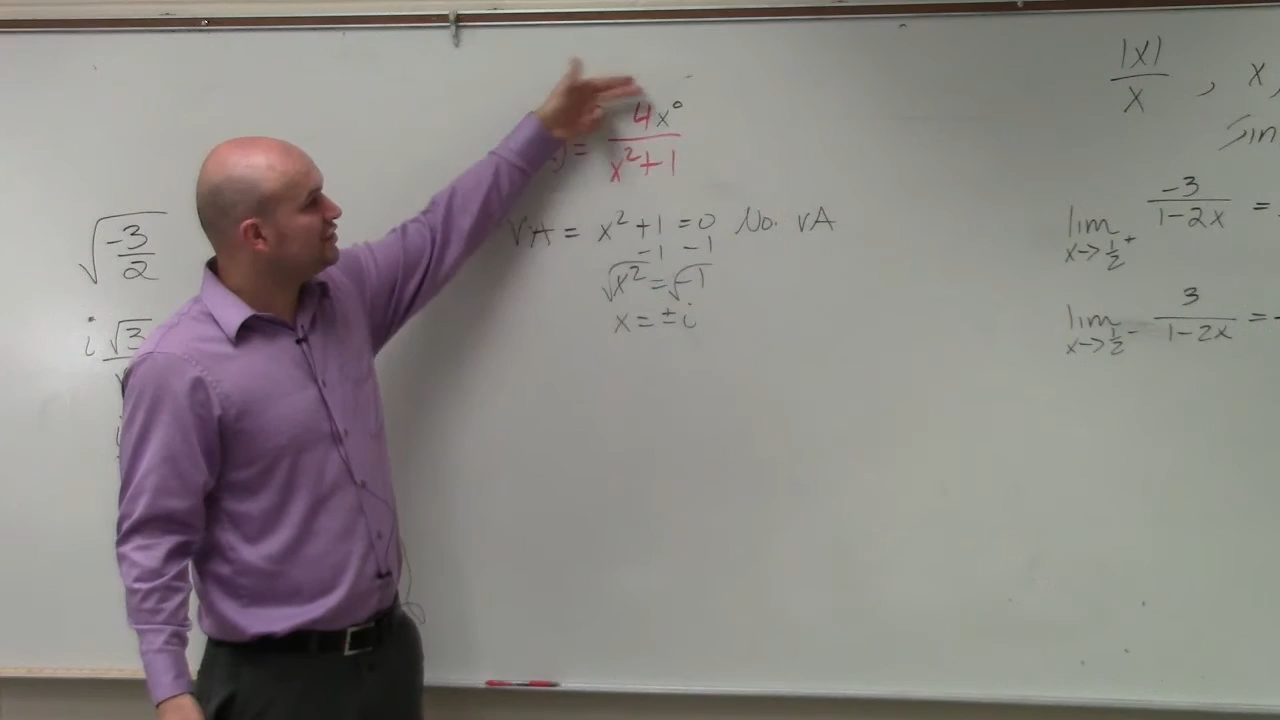 4x⁰
) = ———
x² + 1
VA = x² + 1 = 0 No. VA
-1 -1
√x² = √-1
x = ± i
√(-3/2)
i √3
|x|/x , x
lim x→½⁺ -3/(1-2x) =
lim x→½⁻ 3/(1-2x) = -